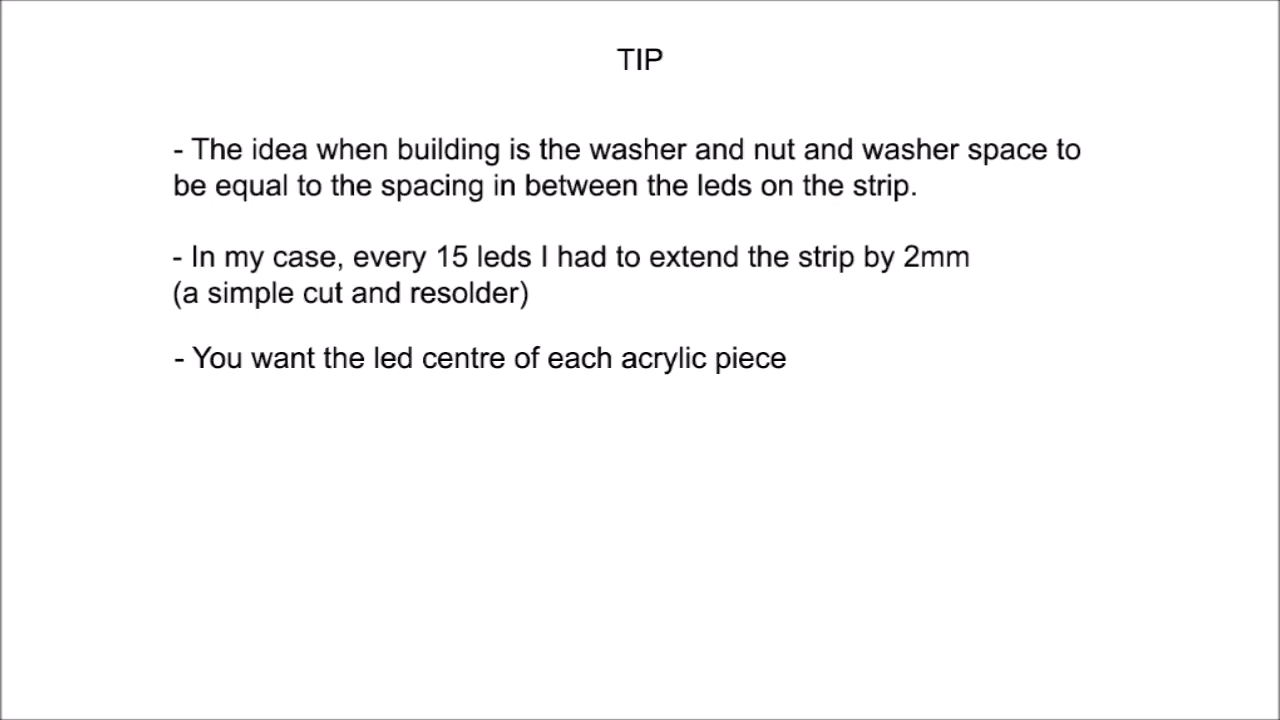 TIP
- The idea when building is the washer and nut and washer space to
be equal to the spacing in between the leds on the strip.
- In my case, every 15 leds I had to extend the strip by 2mm
(a simple cut and resolder)
- You want the led centre of each acrylic piece